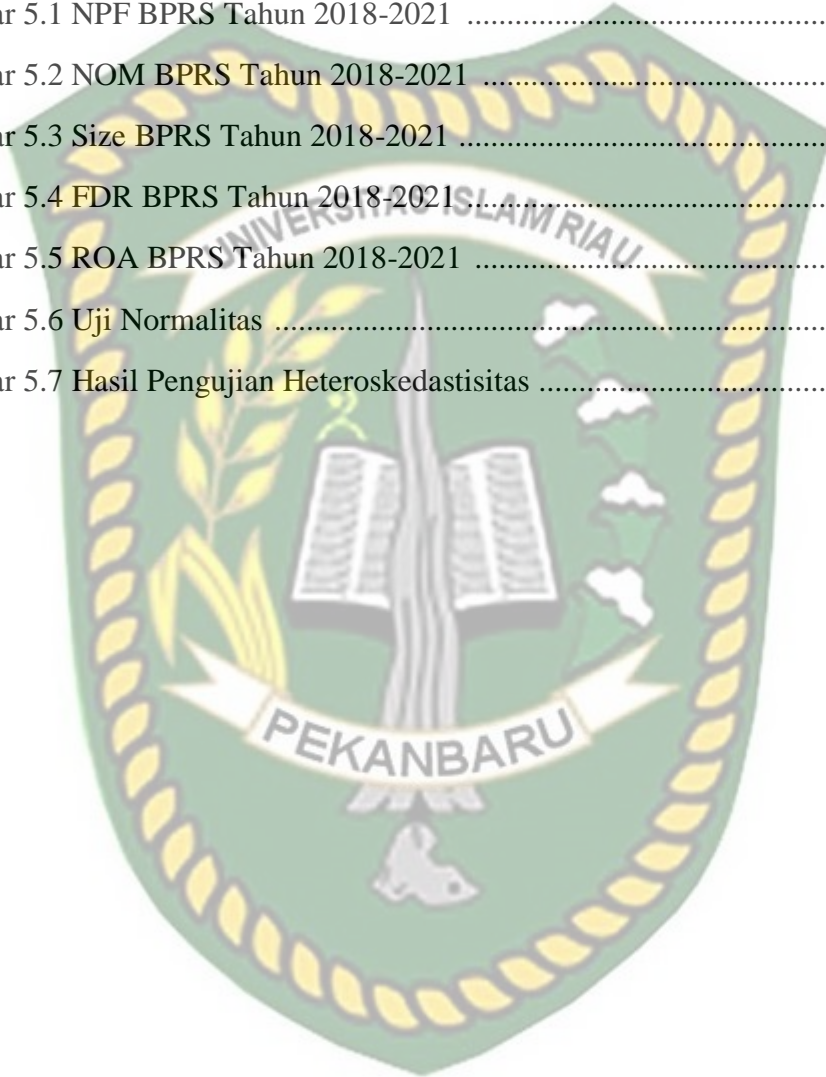 ar 5.1 NPF BPRS Tahun 2018-2021 ........................................
ar 5.2 NOM BPRS Tahun 2018-2021 ......................................
ar 5.3 Size BPRS Tahun 2018-2021 .........................................
ar 5.4 FDR BPRS Tahun 2018-2021 ........................................
UNIVERSITAS ISLAM RIAU
ar 5.5 ROA BPRS Tahun 2018-2021 .......................................
ar 5.6 Uji Normalitas ...............................................................
ar 5.7 Hasil Pengujian Heteroskedastisitas ................................
PEKANBARU